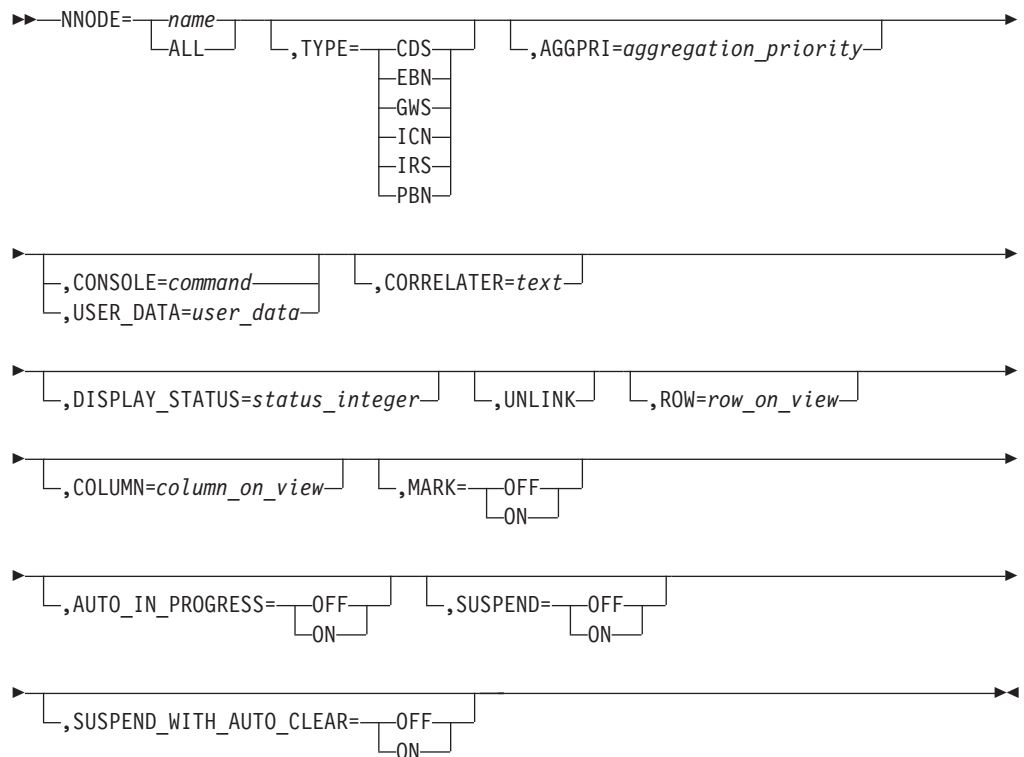 NNODE= name ,TYPE= CDS ,AGGPRI=aggregation_priority
ALL EBN
GWS
ICN
IRS
PBN
,CONSOLE=command ,CORRELATER=text
,USER_DATA=user_data
,DISPLAY_STATUS=status_integer ,UNLINK ,ROW=row_on_view
,COLUMN=column_on_view ,MARK= OFF
ON
,AUTO_IN_PROGRESS= OFF ,SUSPEND= OFF
ON ON
,SUSPEND_WITH_AUTO_CLEAR= OFF
ON